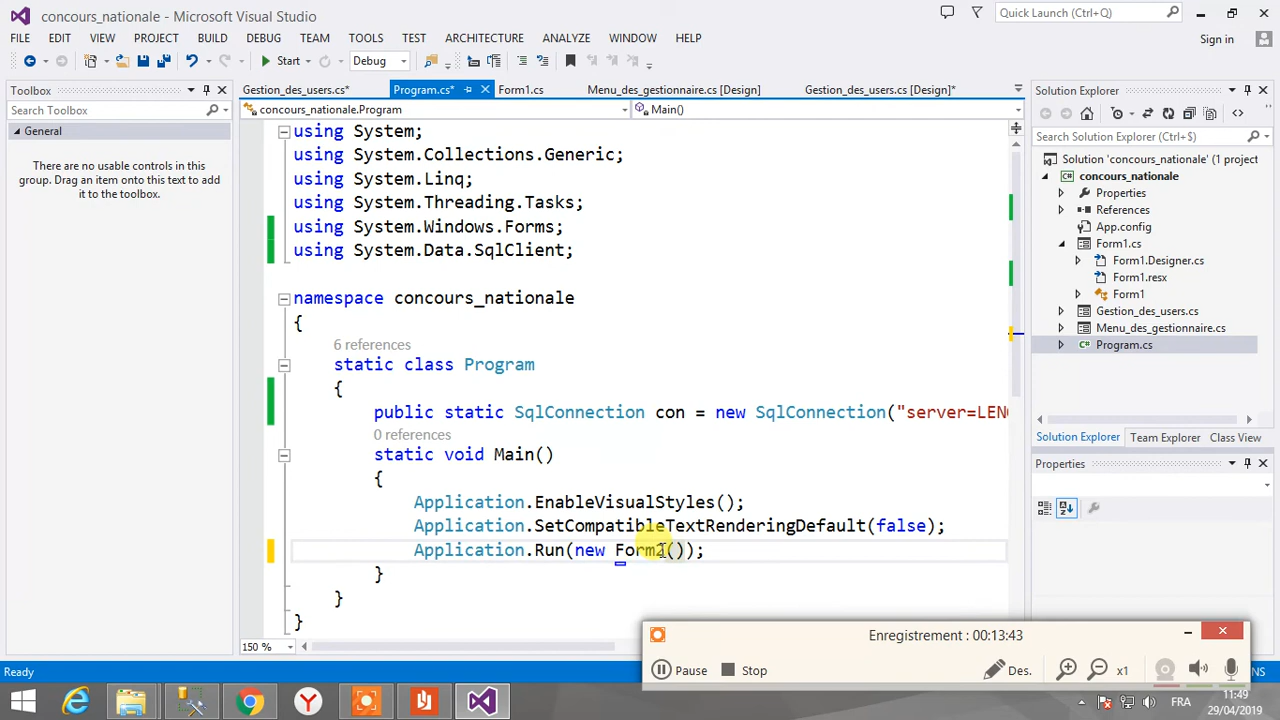 concours_nationale - Microsoft Visual Studio
Quick Launch (Ctrl+Q)
FILE EDIT VIEW PROJECT BUILD DEBUG TEAM TOOLS TEST ARCHITECTURE ANALYZE WINDOW HELP
Sign in
Start Debug
Toolbox
Search Toolbox
General
There are no usable controls in this
group. Drag an item onto this text to add
it to the toolbox.
Gestion_des_users.cs* Program.cs* Form1.cs Menu_des_gestionnaire.cs [Design] Gestion_des_users.cs [Design]*
concours_nationale.Program Main()
using System;
using System.Collections.Generic;
using System.Linq;
using System.Threading.Tasks;
using System.Windows.Forms;
using System.Data.SqlClient;
namespace concours_nationale
{
6 references
static class Program
{
public static SqlConnection con = new SqlConnection("server=LENO
0 references
static void Main()
{
Application.EnableVisualStyles();
Application.SetCompatibleTextRenderingDefault(false);
Application.Run(new Form2());
}
}
}
150 %
Solution Explorer
Search Solution Explorer (Ctrl+$)
Solution 'concours_nationale' (1 project
concours_nationale
Properties
References
App.config
Form1.cs
Form1.Designer.cs
Form1.resx
Form1
Gestion_des_users.cs
Menu_des_gestionnaire.cs
Program.cs
Solution Explorer Team Explorer Class View
Properties
Ready
NS
Enregistrement : 00:13:43
Pause Stop Des. x1
FRA
11:49
29/04/2019